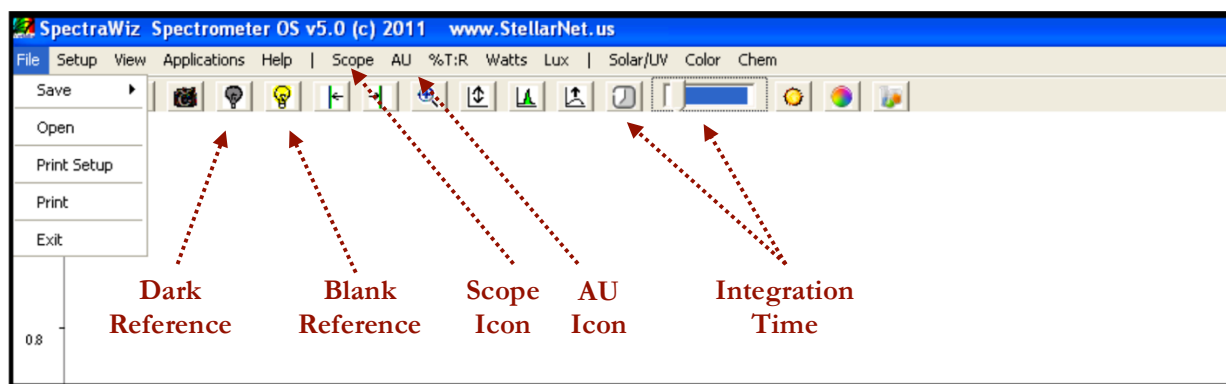 SpectraWiz Spectrometer OS v5.0 (c) 2011 www.StellarNet.us
File Setup View Applications Help | Scope AU %T:R Watts Lux | Solar/UV Color Chem
Save
Open
Print Setup
Print
Exit
Dark Reference
Blank Reference
Scope Icon
AU Icon
Integration Time
0.8